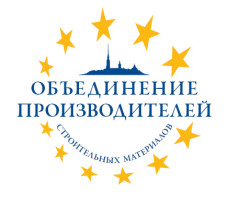 ОБЪЕДИНЕНИЕ
ПРОИЗВОДИТЕЛЕЙ
СТРОИТЕЛЬНЫХ МАТЕРИАЛОВ